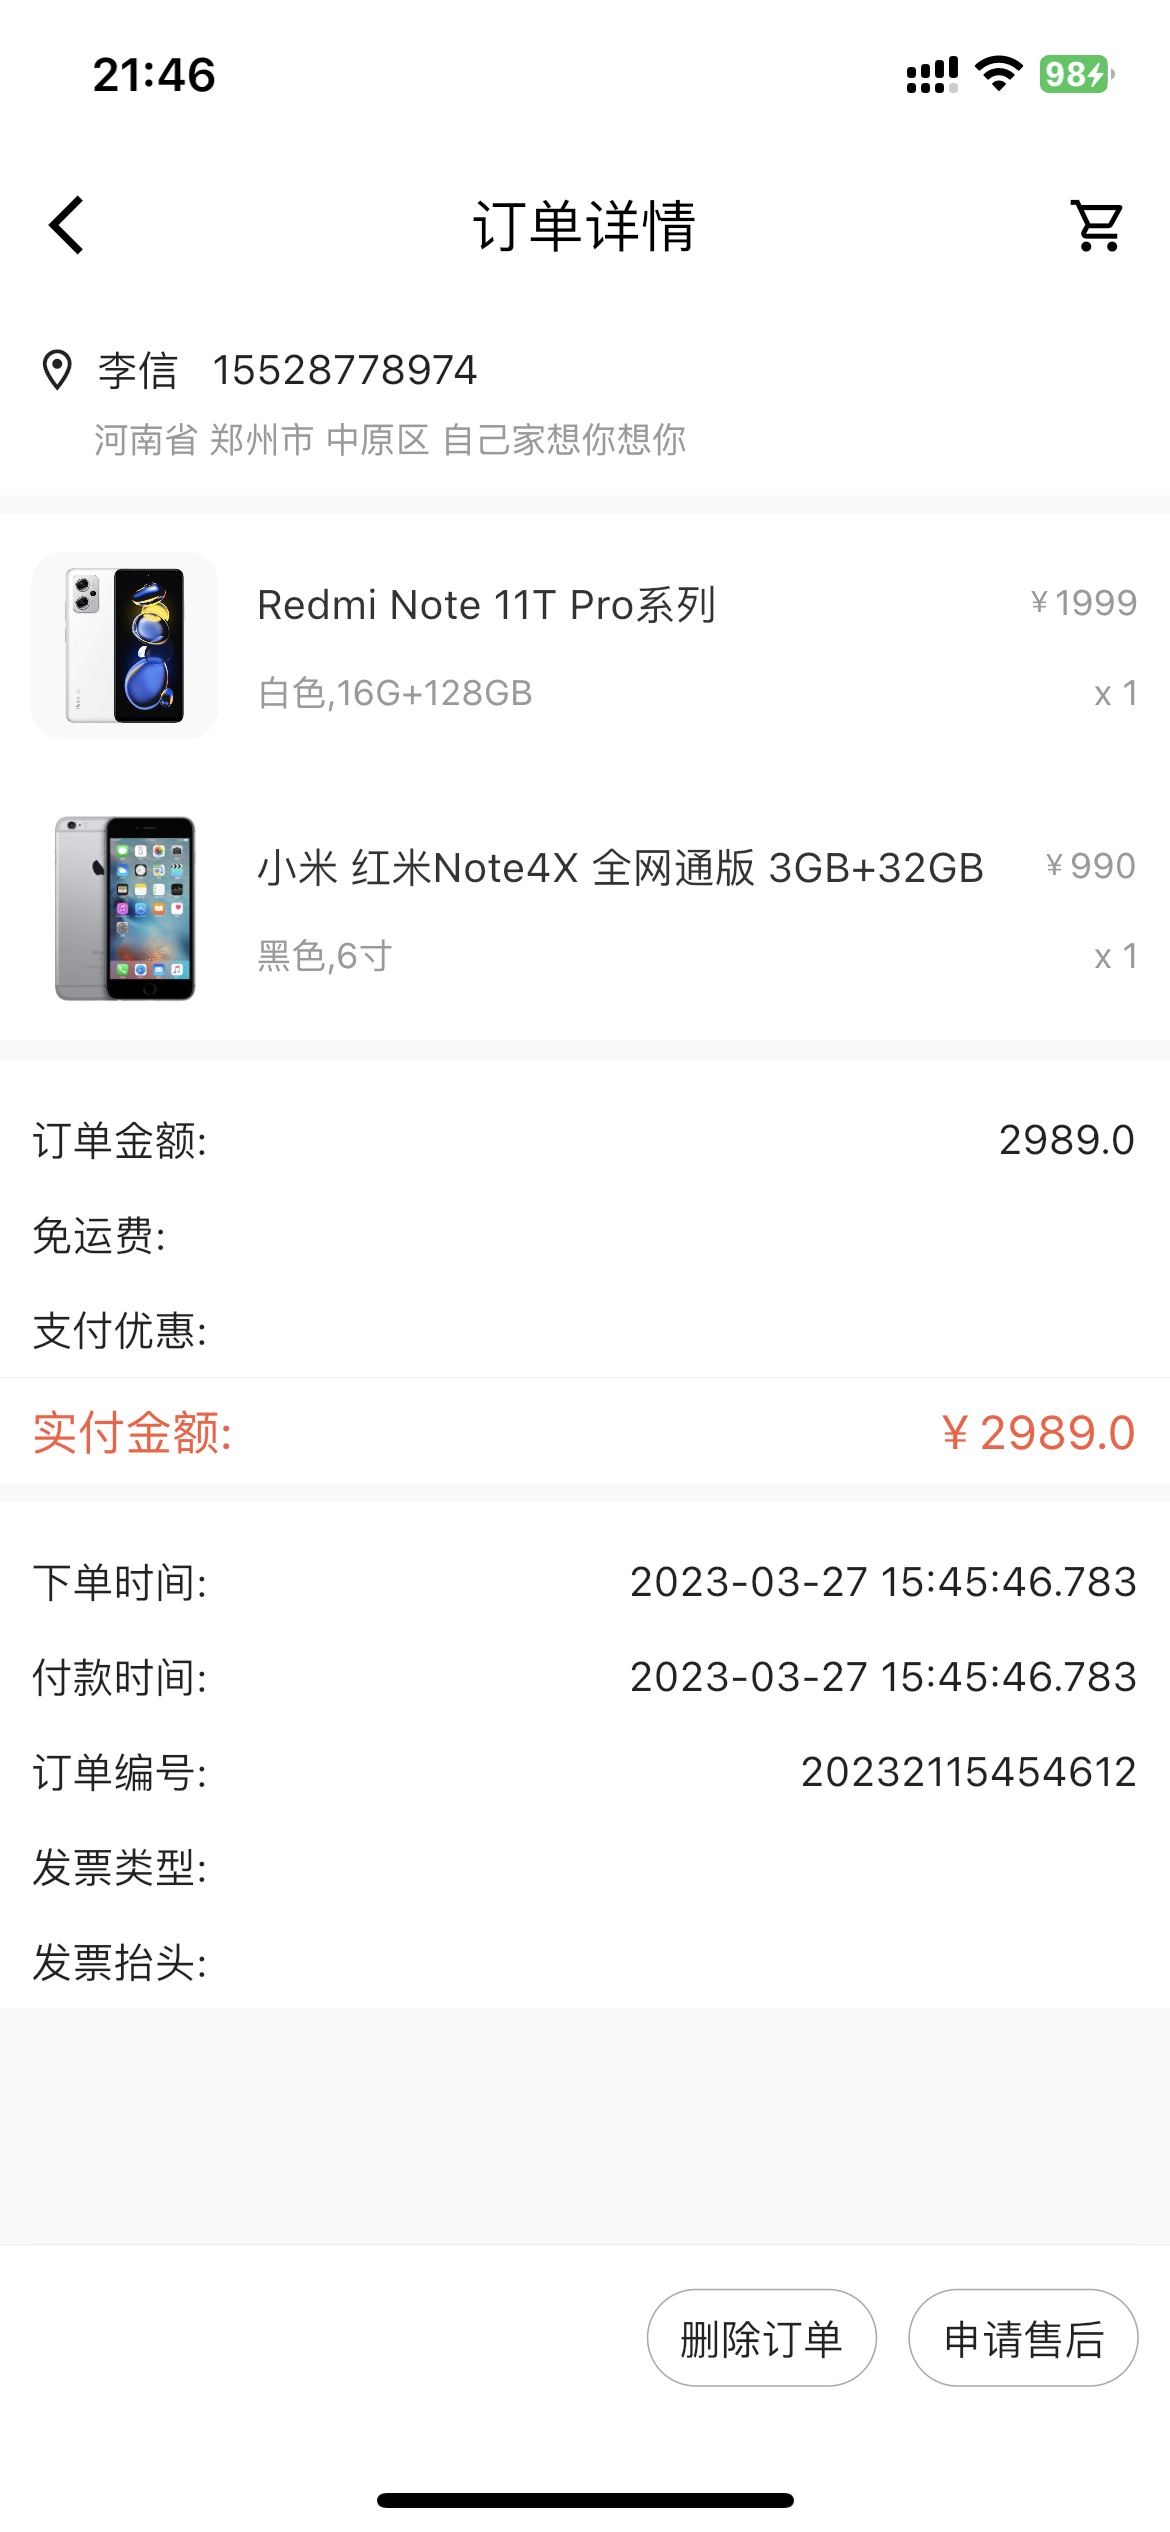 21:46
98
订单详情
李信 15528778974
河南省 郑州市 中原区 自己家想你想你
Redmi Note 11T Pro系列 ¥1999
白色,16G+128GB x 1
小米 红米Note4X 全网通版 3GB+32GB ¥990
黑色,6寸 x 1
订单金额: 2989.0
免运费:
支付优惠:
实付金额: ¥2989.0
下单时间: 2023-03-27 15:45:46.783
付款时间: 2023-03-27 15:45:46.783
订单编号: 20232115454612
发票类型:
发票抬头:
删除订单 申请售后